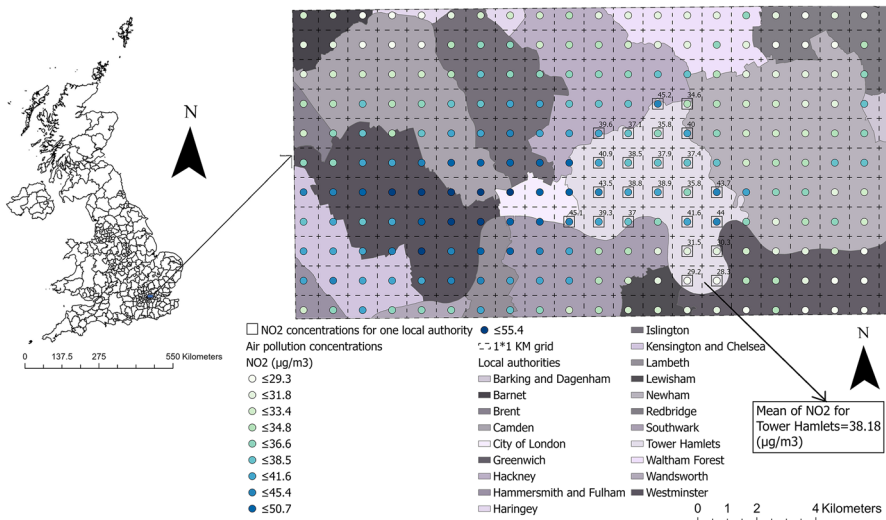 N
0 137.5 275 550 Kilometers
45.2 34.6
39.6 37.1 35.8 40
40.9 38.5 37.9 37.4
43.5 38.8 38.9 35.8 43.7
45.1 39.3 37 41.6 44
31.5 30.3
29.2 28.3
NO2 concentrations for one local authority
Air pollution concentrations
NO2 (μg/m3)
≤29.3
≤31.8
≤33.4
≤34.8
≤36.6
≤38.5
≤41.6
≤45.4
≤50.7
≤55.4
1*1 KM grid
Local authorities
Barking and Dagenham
Barnet
Brent
Camden
City of London
Greenwich
Hackney
Hammersmith and Fulham
Haringey
Islington
Kensington and Chelsea
Lambeth
Lewisham
Newham
Redbridge
Southwark
Tower Hamlets
Waltham Forest
Wandsworth
Westminster
N
Mean of NO2 for
Tower Hamlets=38.18
(μg/m3)
0 1 2 4 Kilometers